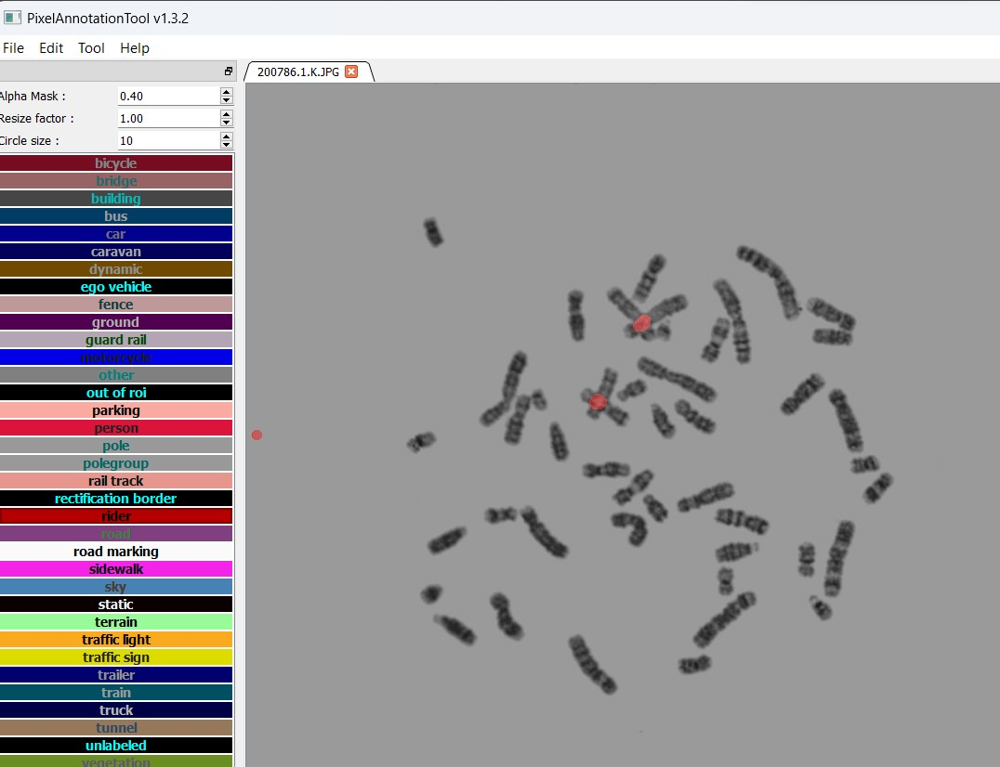 PixelAnnotationTool v1.3.2
File Edit Tool Help
200786.1.K.JPG
Alpha Mask : 0.40
Resize factor : 1.00
Circle size : 10
bicycle
bridge
building
bus
car
caravan
dynamic
ego vehicle
fence
ground
guard rail
motorcycle
other
out of roi
parking
person
pole
polegroup
rail track
rectification border
rider
road
road marking
sidewalk
sky
static
terrain
traffic light
traffic sign
trailer
train
truck
tunnel
unlabeled
vegetation